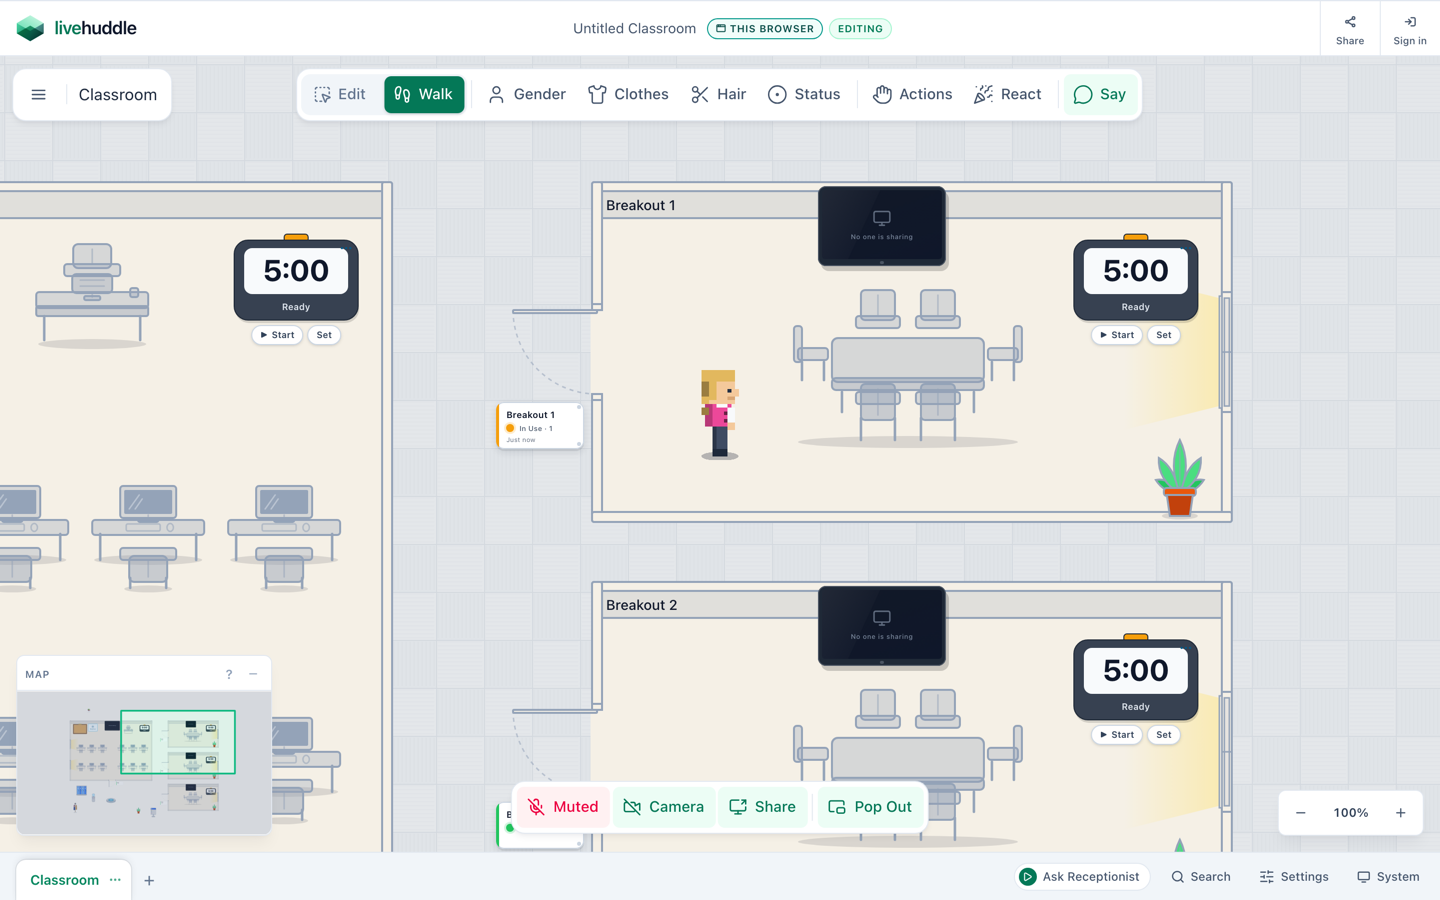 livehuddle
Untitled Classroom
THIS BROWSER
EDITING
Share
Sign in
Classroom
Edit
Walk
Gender
Clothes
Hair
Status
Actions
React
Say
5:00
Ready
Start
Set
Breakout 1
No one is sharing
5:00
Ready
Start
Set
Breakout 1
In Use · 1
Just now
Breakout 2
No one is sharing
5:00
Ready
Start
Set
MAP
?
Muted
Camera
Share
Pop Out
100%
Classroom
Ask Receptionist
Search
Settings
System